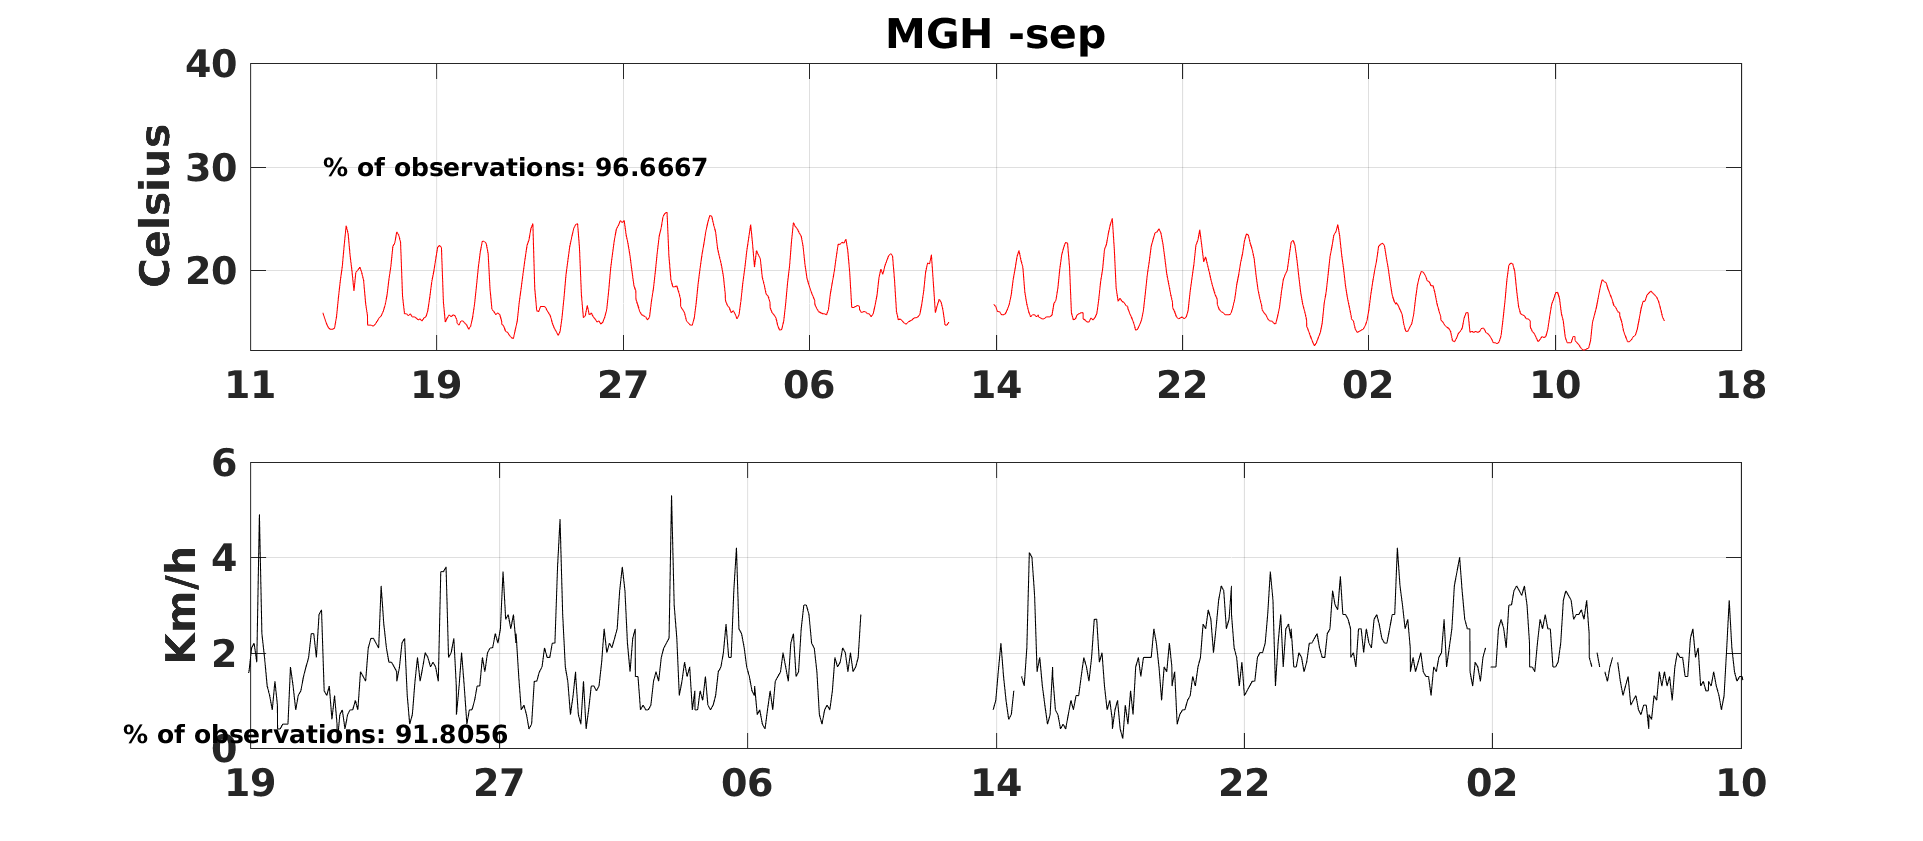 MGH -sep
40
30
20
Celsius
% of observations: 96.6667
11 19 27 06 14 22 02 10 18
6
4
2
0
Km/h
% of observations: 91.8056
19 27 06 14 22 02 10